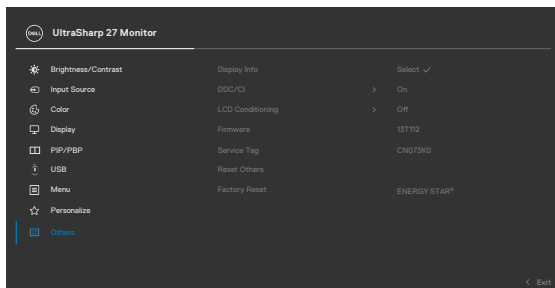 DELL UltraSharp 27 Monitor
Brightness/Contrast Display Info Select ✓
Input Source DDC/CI > On
Color LCD Conditioning > Off
Display Firmware 13T112
PIP/PBP Service Tag CN073K0
USB Reset Others
Menu Factory Reset ENERGY STAR®
Personalize
Others
< Exit